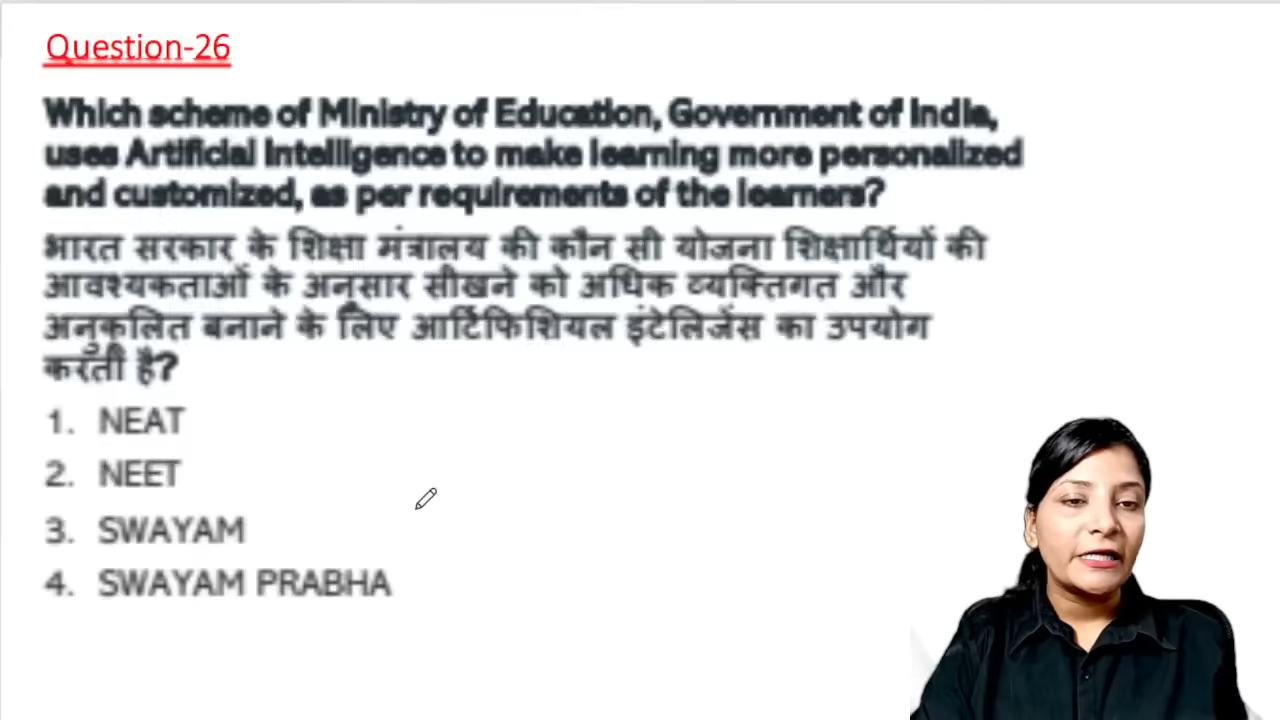 Question-26
Which scheme of Ministry of Education, Government of India,
uses Artificial Intelligence to make learning more personalized
and customized, as per requirements of the learners?
भारत सरकार के शिक्षा मंत्रालय की कौन सी योजना शिक्षार्थियों की
आवश्यकताओं के अनुसार सीखने को अधिक व्यक्तिगत और
अनुकूलित बनाने के लिए आर्टिफिशियल इंटेलिजेंस का उपयोग
करती है?
1. NEAT
2. NEET
3. SWAYAM
4. SWAYAM PRABHA